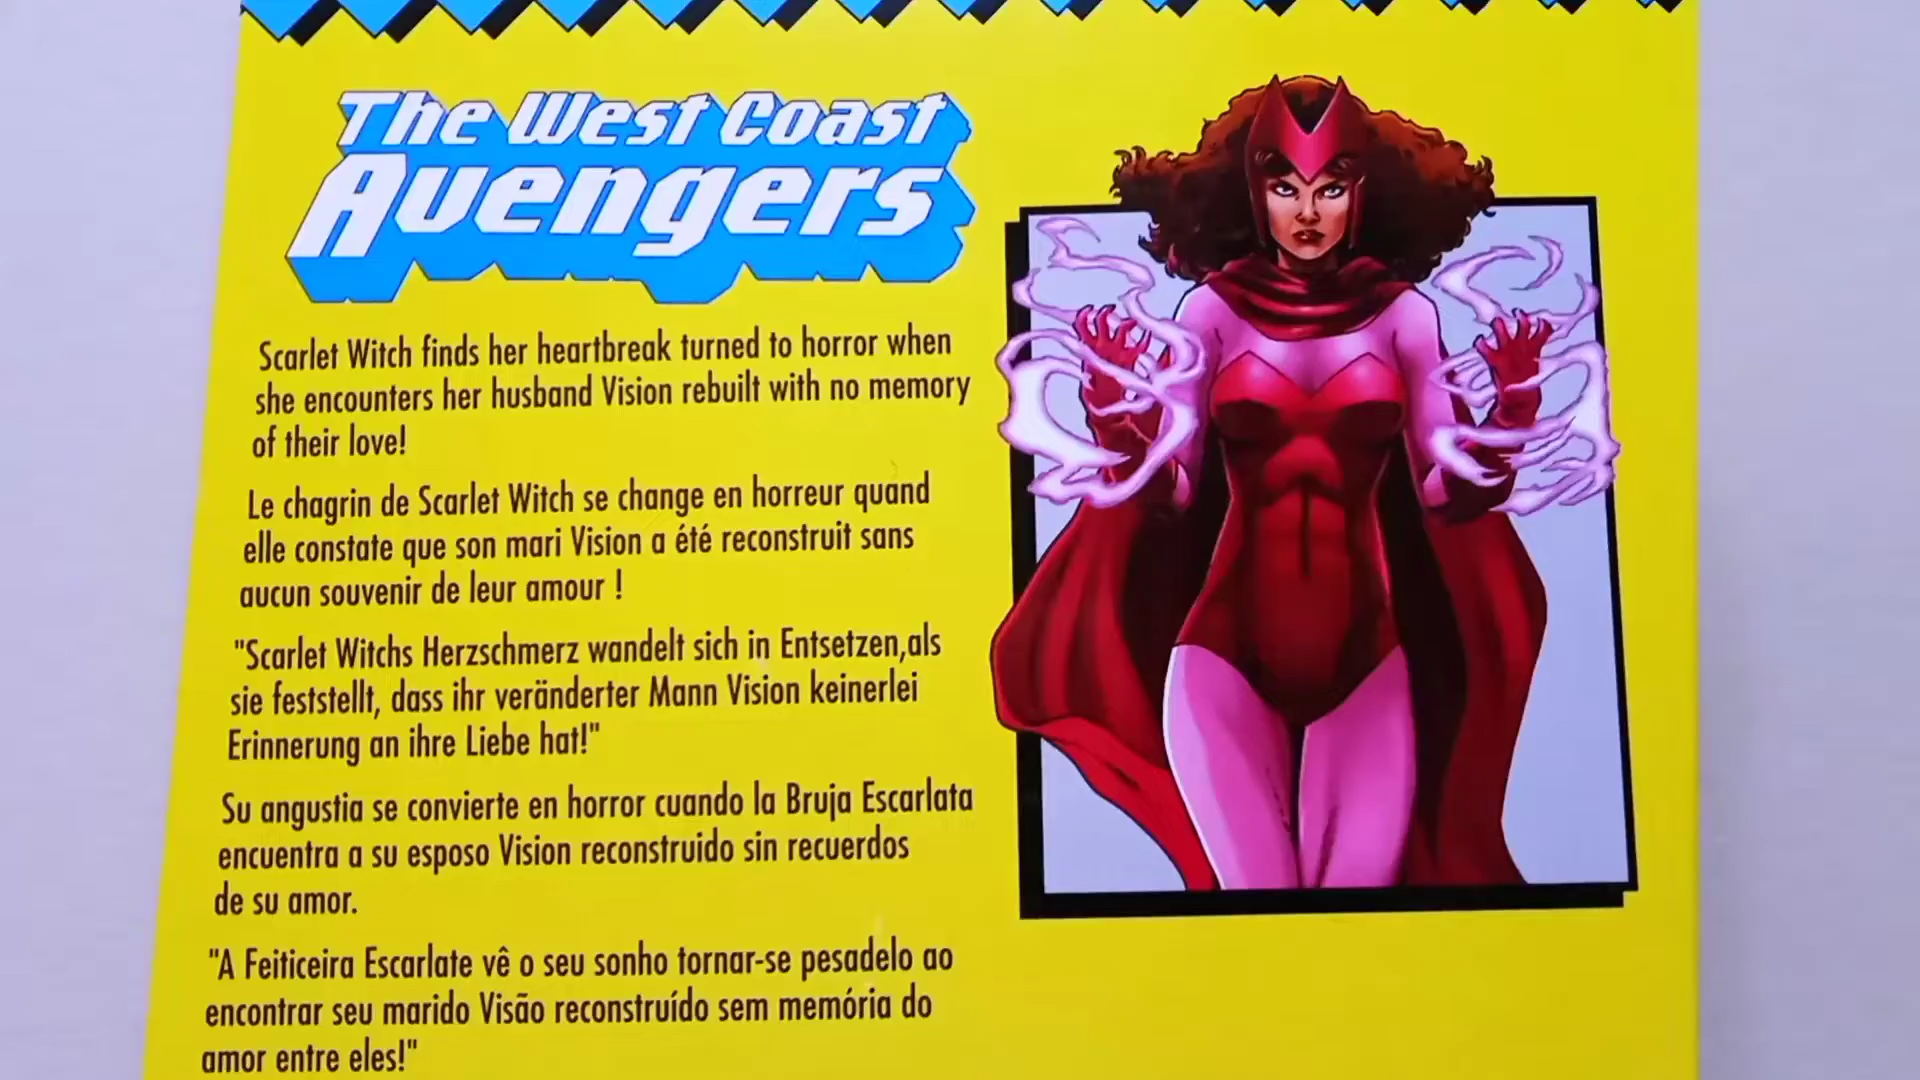 The West Coast
Avengers
Scarlet Witch finds her heartbreak turned to horror when
she encounters her husband Vision rebuilt with no memory
of their love!
Le chagrin de Scarlet Witch se change en horreur quand
elle constate que son mari Vision a été reconstruit sans
aucun souvenir de leur amour !
"Scarlet Witchs Herzschmerz wandelt sich in Entsetzen,als
sie feststellt, dass ihr veränderter Mann Vision keinerlei
Erinnerung an ihre Liebe hat!"
Su angustia se convierte en horror cuando la Bruja Escarlata
encuentra a su esposo Vision reconstruido sin recuerdos
de su amor.
"A Feiticeira Escarlate vê o seu sonho tornar-se pesadelo ao
encontrar seu marido Visão reconstruído sem memória do
amor entre eles!"